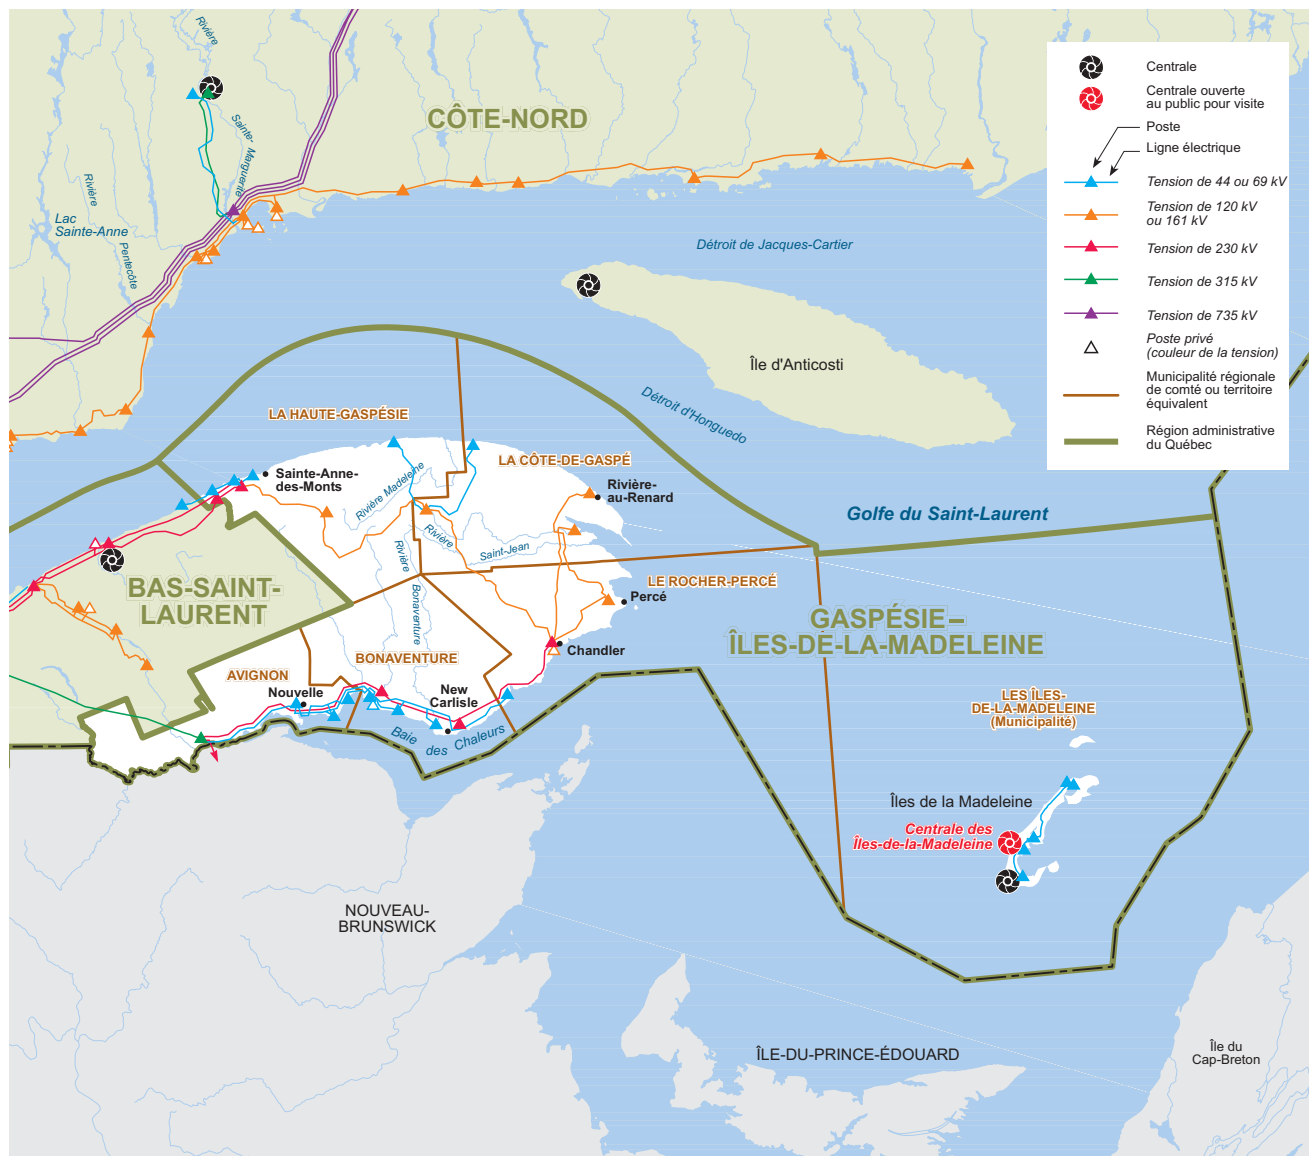 Rivière
Sainte-
Marguerite
CÔTE-NORD
Rivière
Pentecôte
Lac
Sainte-Anne
Détroit de Jacques-Cartier
Île d'Anticosti
Détroit d'Honguedo
Centrale
Centrale ouverte
au public pour visite
Poste
Ligne électrique
Tension de 44 ou 69 kV
Tension de 120 kV
ou 161 kV
Tension de 230 kV
Tension de 315 kV
Tension de 735 kV
Poste privé
(couleur de la tension)
Municipalité régionale
de comté ou territoire
équivalent
Région administrative
du Québec
LA HAUTE-GASPÉSIE
LA CÔTE-DE-GASPÉ
Sainte-Anne-
des-Monts
Rivière Madeleine
Rivière-
au-Renard
Rivière
Saint-Jean
Rivière
Bonaventure
Golfe du Saint-Laurent
BAS-SAINT-
LAURENT
LE ROCHER-PERCÉ
Percé
GASPÉSIE–
ÎLES-DE-LA-MADELEINE
Chandler
BONAVENTURE
AVIGNON
Nouvelle
New
Carlisle
Baie
des
Chaleurs
LES ÎLES-
DE-LA-MADELEINE
(Municipalité)
Îles de la Madeleine
Centrale des
Îles-de-la-Madeleine
NOUVEAU-
BRUNSWICK
ÎLE-DU-PRINCE-ÉDOUARD
Île du
Cap-Breton